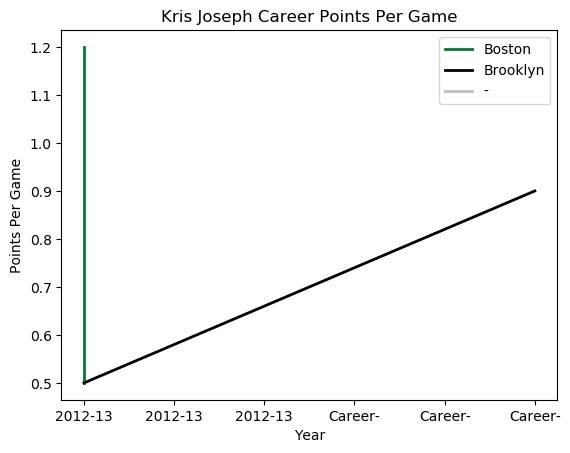 Kris Joseph Career Points Per Game
Boston
Brooklyn
-
1.2
1.1
1.0
0.9
0.8
0.7
0.6
0.5
Points Per Game
2012-13 2012-13 2012-13 Career- Career- Career-
Year